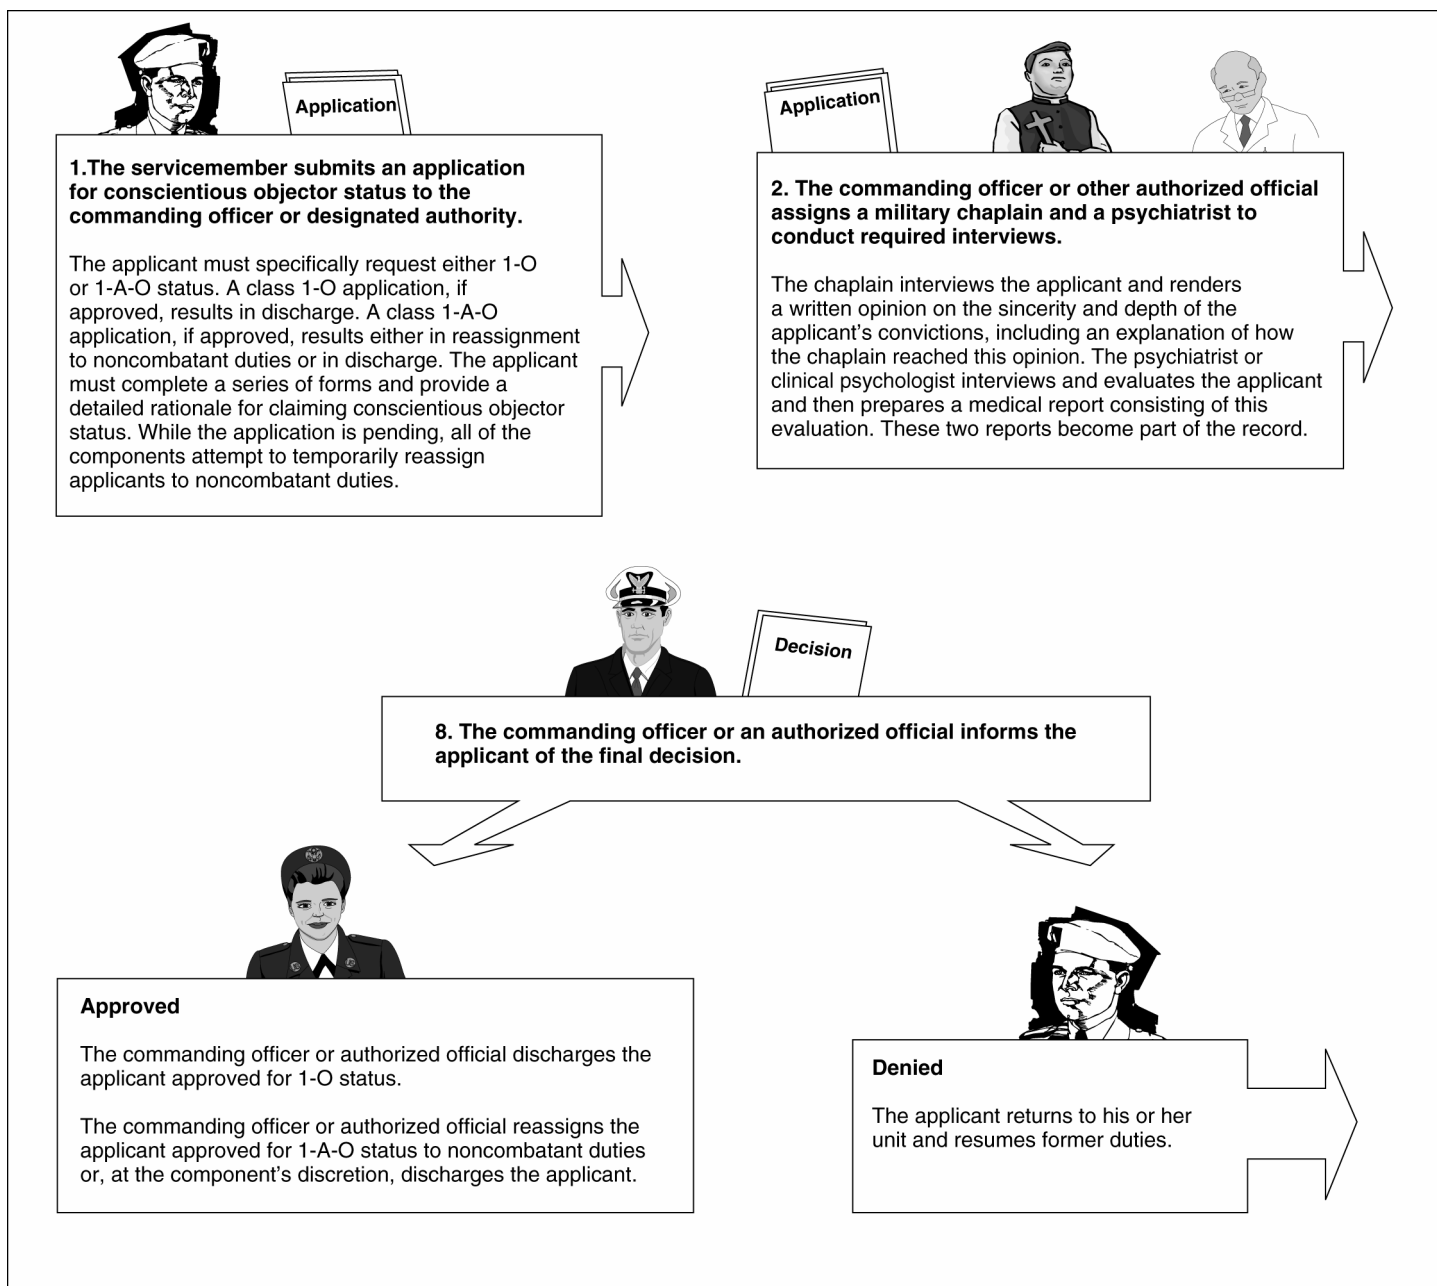 Application
1.The servicemember submits an application
for conscientious objector status to the
commanding officer or designated authority.
The applicant must specifically request either 1-O
or 1-A-O status. A class 1-O application, if
approved, results in discharge. A class 1-A-O
application, if approved, results either in reassignment
to noncombatant duties or in discharge. The applicant
must complete a series of forms and provide a
detailed rationale for claiming conscientious objector
status. While the application is pending, all of the
components attempt to temporarily reassign
applicants to noncombatant duties.
Application
2. The commanding officer or other authorized official
assigns a military chaplain and a psychiatrist to
conduct required interviews.
The chaplain interviews the applicant and renders
a written opinion on the sincerity and depth of the
applicant’s convictions, including an explanation of how
the chaplain reached this opinion. The psychiatrist or
clinical psychologist interviews and evaluates the applicant
and then prepares a medical report consisting of this
evaluation. These two reports become part of the record.
Decision
8. The commanding officer or an authorized official informs the
applicant of the final decision.
Approved
The commanding officer or authorized official discharges the
applicant approved for 1-O status.
The commanding officer or authorized official reassigns the
applicant approved for 1-A-O status to noncombatant duties
or, at the component’s discretion, discharges the applicant.
Denied
The applicant returns to his or her
unit and resumes former duties.